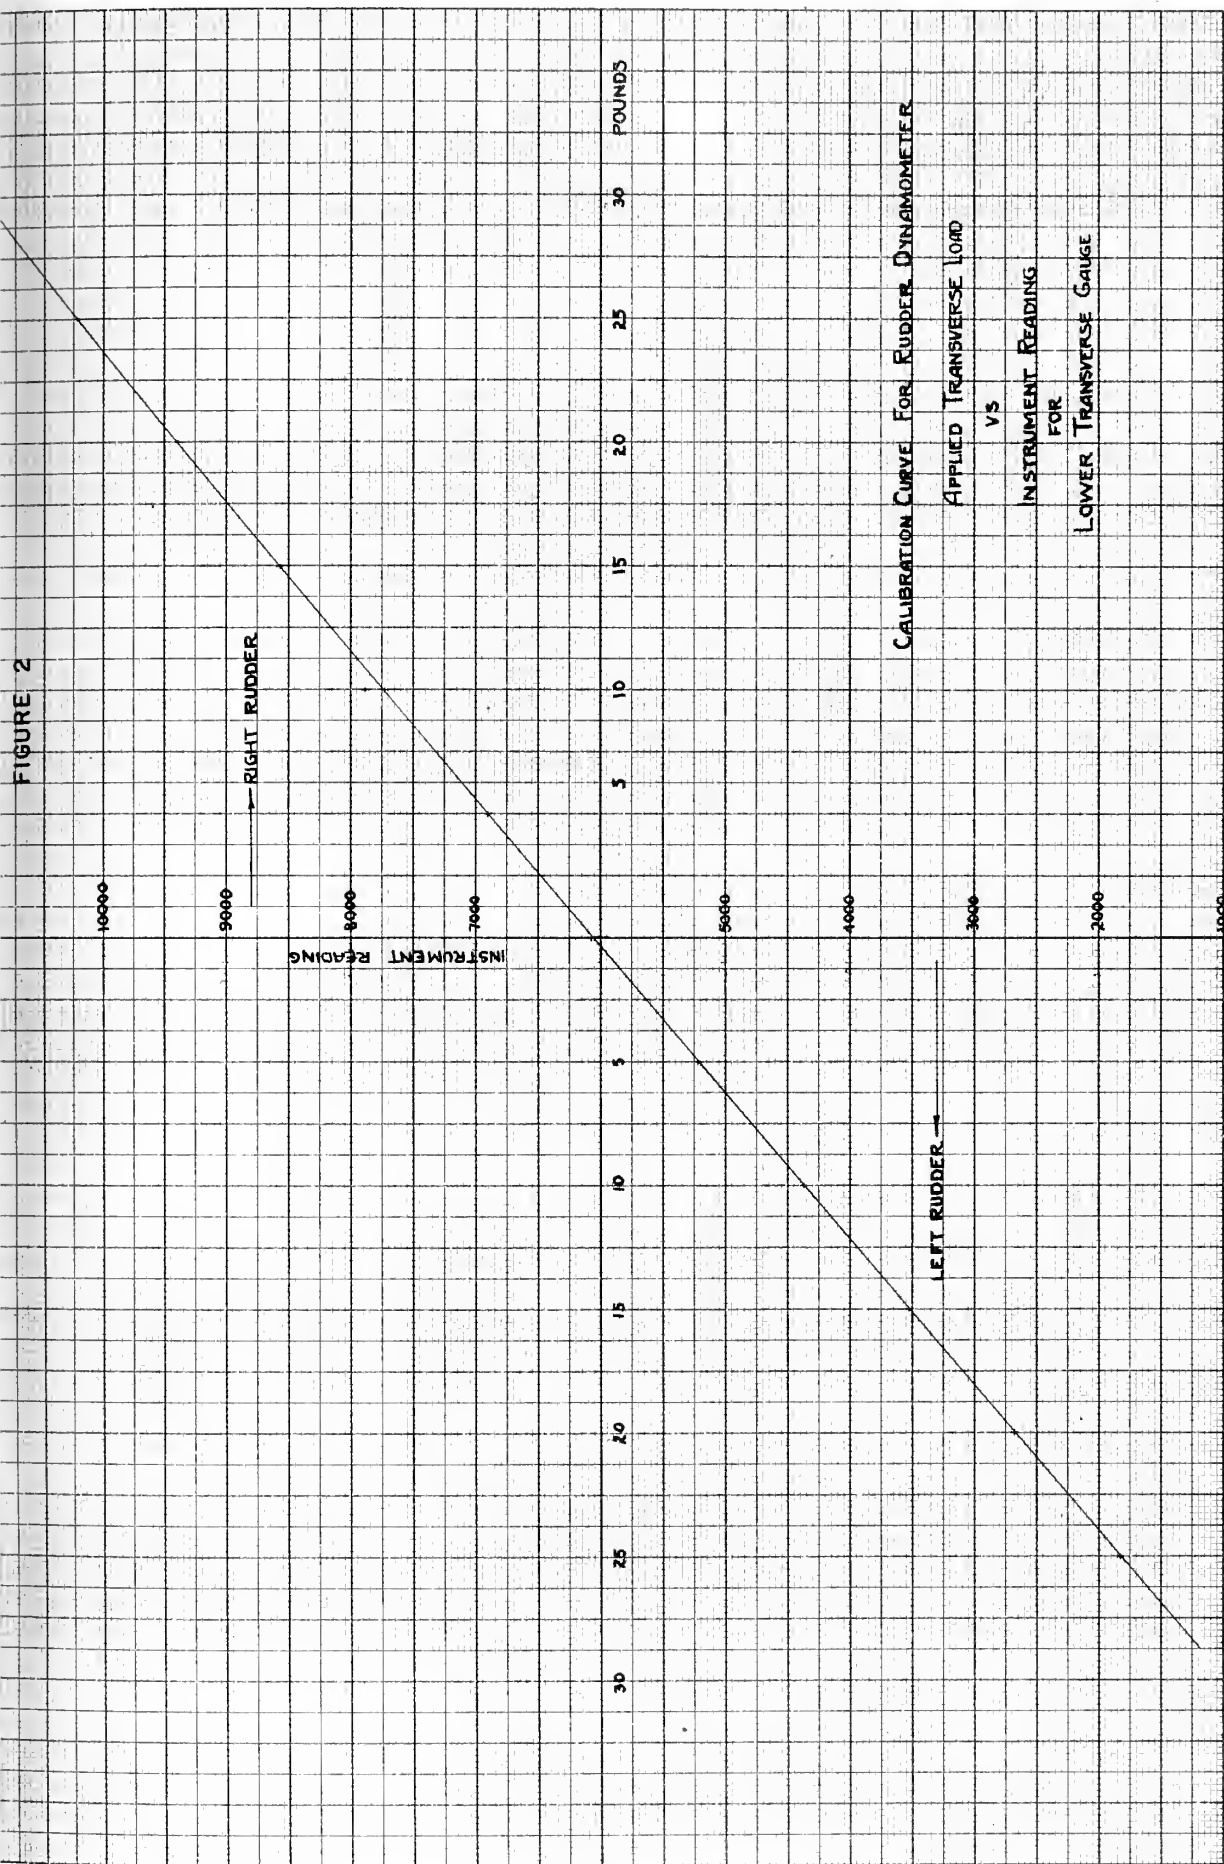 FIGURE 2
RIGHT RUDDER
10000
9000
8000
7000
5000
4000
3000
2000
1000
INSTRUMENT READING
30
25
20
15
10
5
5
10
15
20
25
30
POUNDS
LEFT RUDDER
CALIBRATION CURVE FOR RUDDER DYNAMOMETER
APPLIED TRANSVERSE LOAD
VS
INSTRUMENT READING
FOR
LOWER TRANSVERSE GAUGE